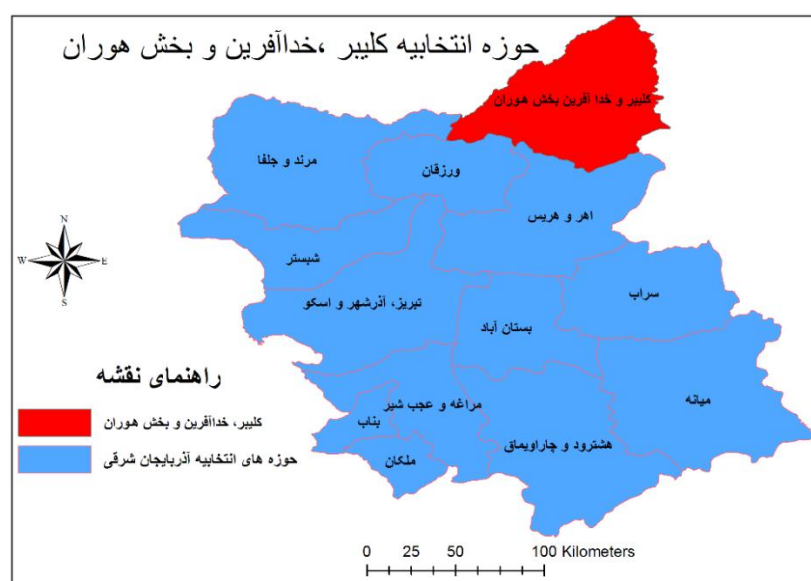 حوزه انتخابیه کلیبر ،خداآفرین و بخش هوران
کلیبر و خدا آفرین بخش هوران
مرند و جلفا
ورزقان
اهر و هریس
شبستر
تبریز، آذرشهر و اسکو
بستان آباد
سراب
میانه
مراغه و عجب شیر
بناب
ملکان
هشترود و چاراویماق
N
W
E
S
راهنمای نقشه
کلیبر، خداآفرین و بخش هوران
حوزه های انتخابیه آذربایجان شرقی
0 25 50 100 Kilometers